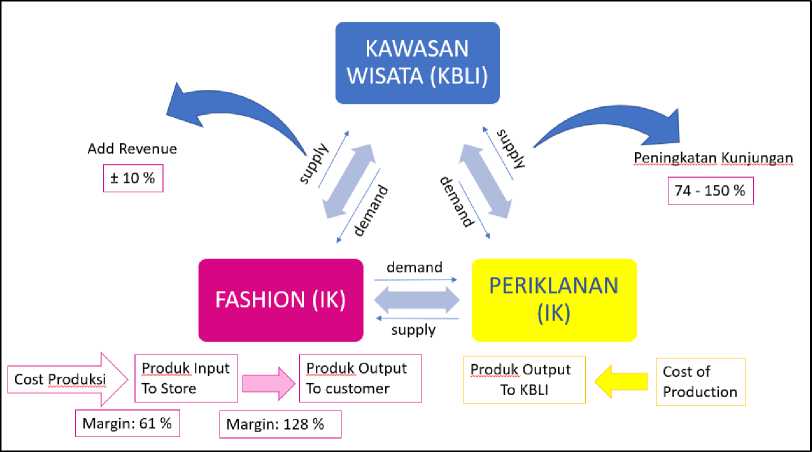 KAWASAN
WISATA (KBLI)
Add Revenue
± 10 %
supply
demand
supply
demand
Peningkatan Kunjungan
74 - 150 %
FASHION (IK)
demand
supply
PERIKLANAN
(IK)
Cost Produksi
Produk Input
To Store
Produk Output
To customer
Produk Output
To KBLI
Cost of
Production
Margin: 61 %
Margin: 128 %